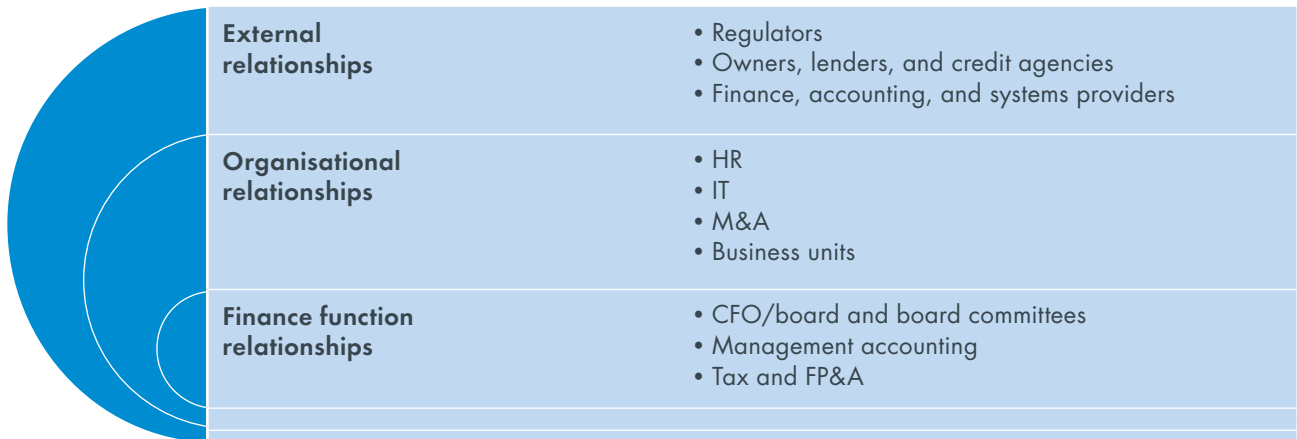 External
relationships
• Regulators
• Owners, lenders, and credit agencies
• Finance, accounting, and systems providers
Organisational
relationships
• HR
• IT
• M&A
• Business units
Finance function
relationships
• CFO/board and board committees
• Management accounting
• Tax and FP&A